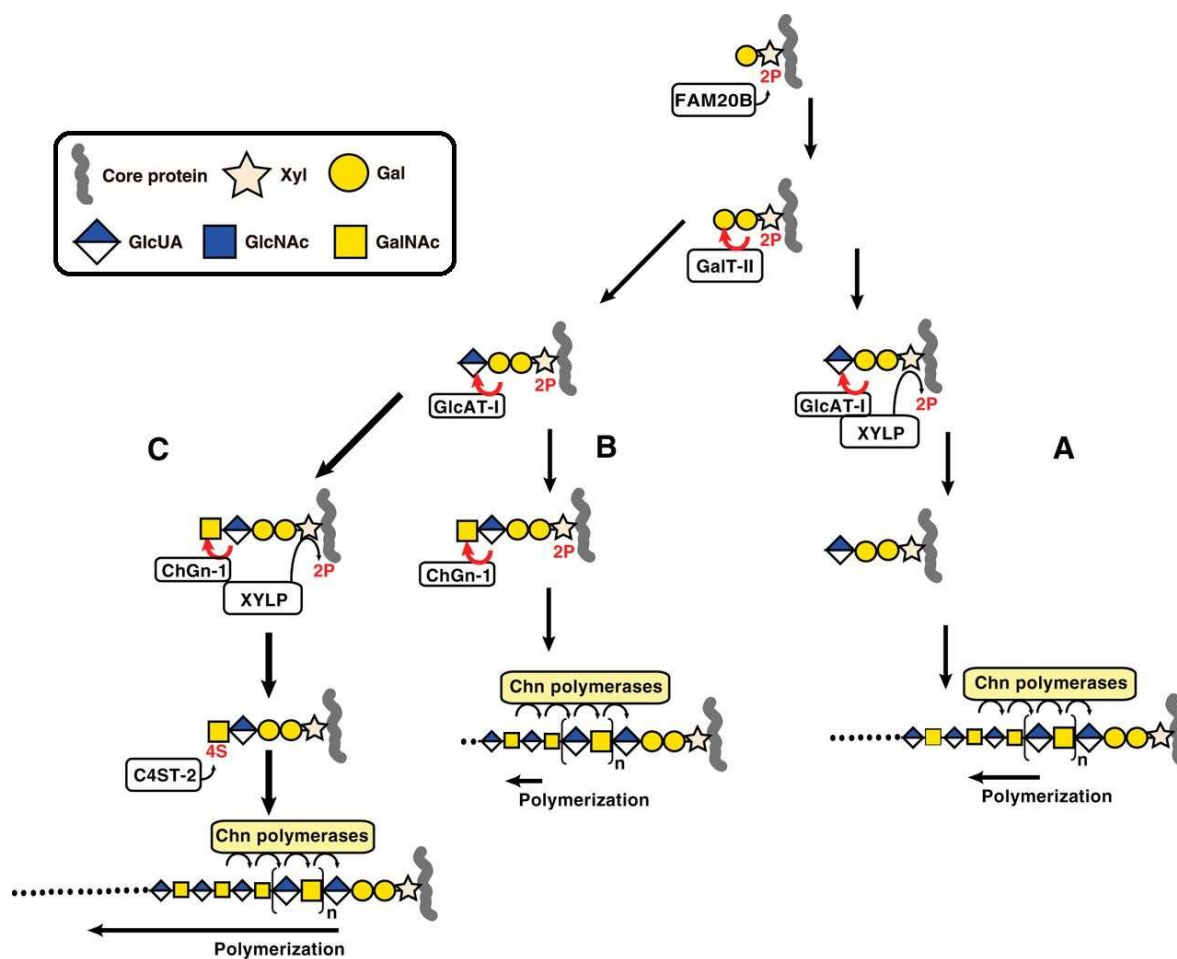 2P
FAM20B
Core protein
Xyl
Gal
GlcUA
GlcNAc
GalNAc
2P
GalT-II
2P
GlcAT-I
GlcAT-I
2P
XYLP
C
B
A
ChGn-1
2P
XYLP
2P
ChGn-1
Chn polymerases
n
Polymerization
Chn polymerases
n
Polymerization
4S
C4ST-2
Chn polymerases
n
Polymerization